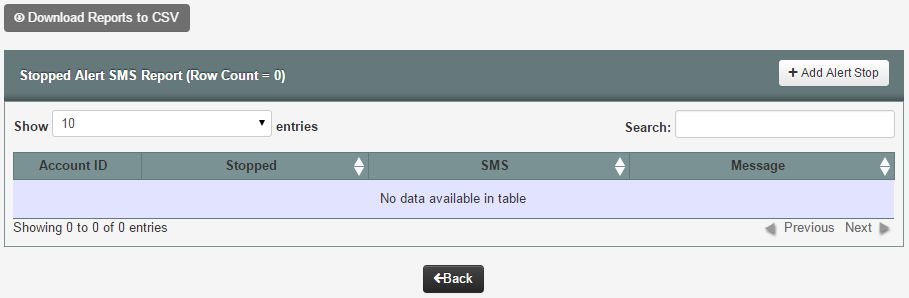 Download Reports to CSV
Stopped Alert SMS Report (Row Count = 0)
Add Alert Stop
Show 10 entries
Search:
Account ID Stopped SMS Message
No data available in table
Showing 0 to 0 of 0 entries
Previous Next
Back